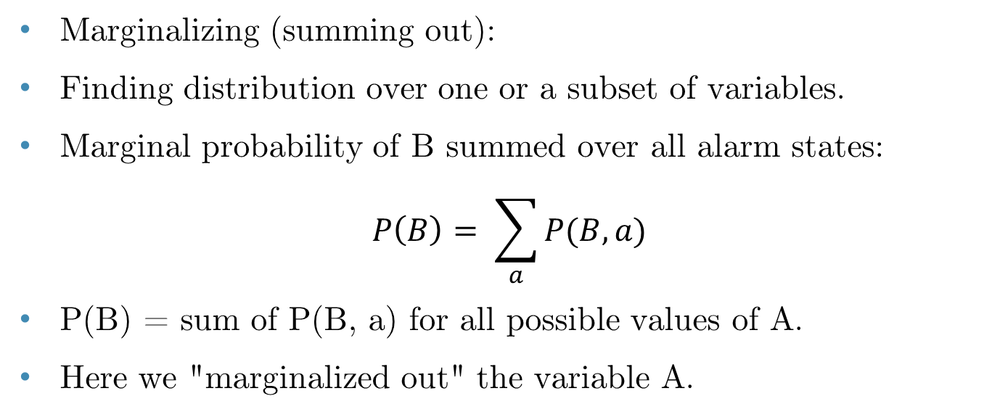 • Marginalizing (summing out):
• Finding distribution over one or a subset of variables.
• Marginal probability of B summed over all alarm states:
P(B) = ∑ P(B, a)
a
• P(B) = sum of P(B, a) for all possible values of A.
• Here we "marginalized out" the variable A.